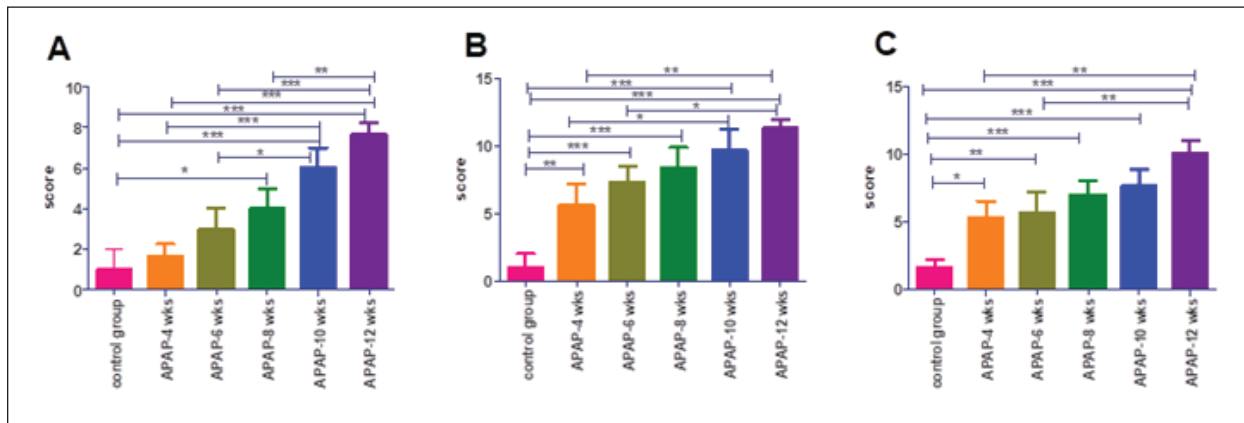 A
**
***
***
***
***
***
*
*
10
8
6
4
2
0
score
control group
APAP-4 wks
APAP-6 wks
APAP-8 wks
APAP-10 wks
APAP-12 wks
B
**
***
***
*
*
***
***
**
15
10
5
0
score
control group
APAP-4 wks
APAP-6 wks
APAP-8 wks
APAP-10 wks
APAP-12 wks
C
**
***
**
***
***
**
*
15
10
5
0
score
control group
APAP-4 wks
APAP-6 wks
APAP-8 wks
APAP-10 wks
APAP-12 wks